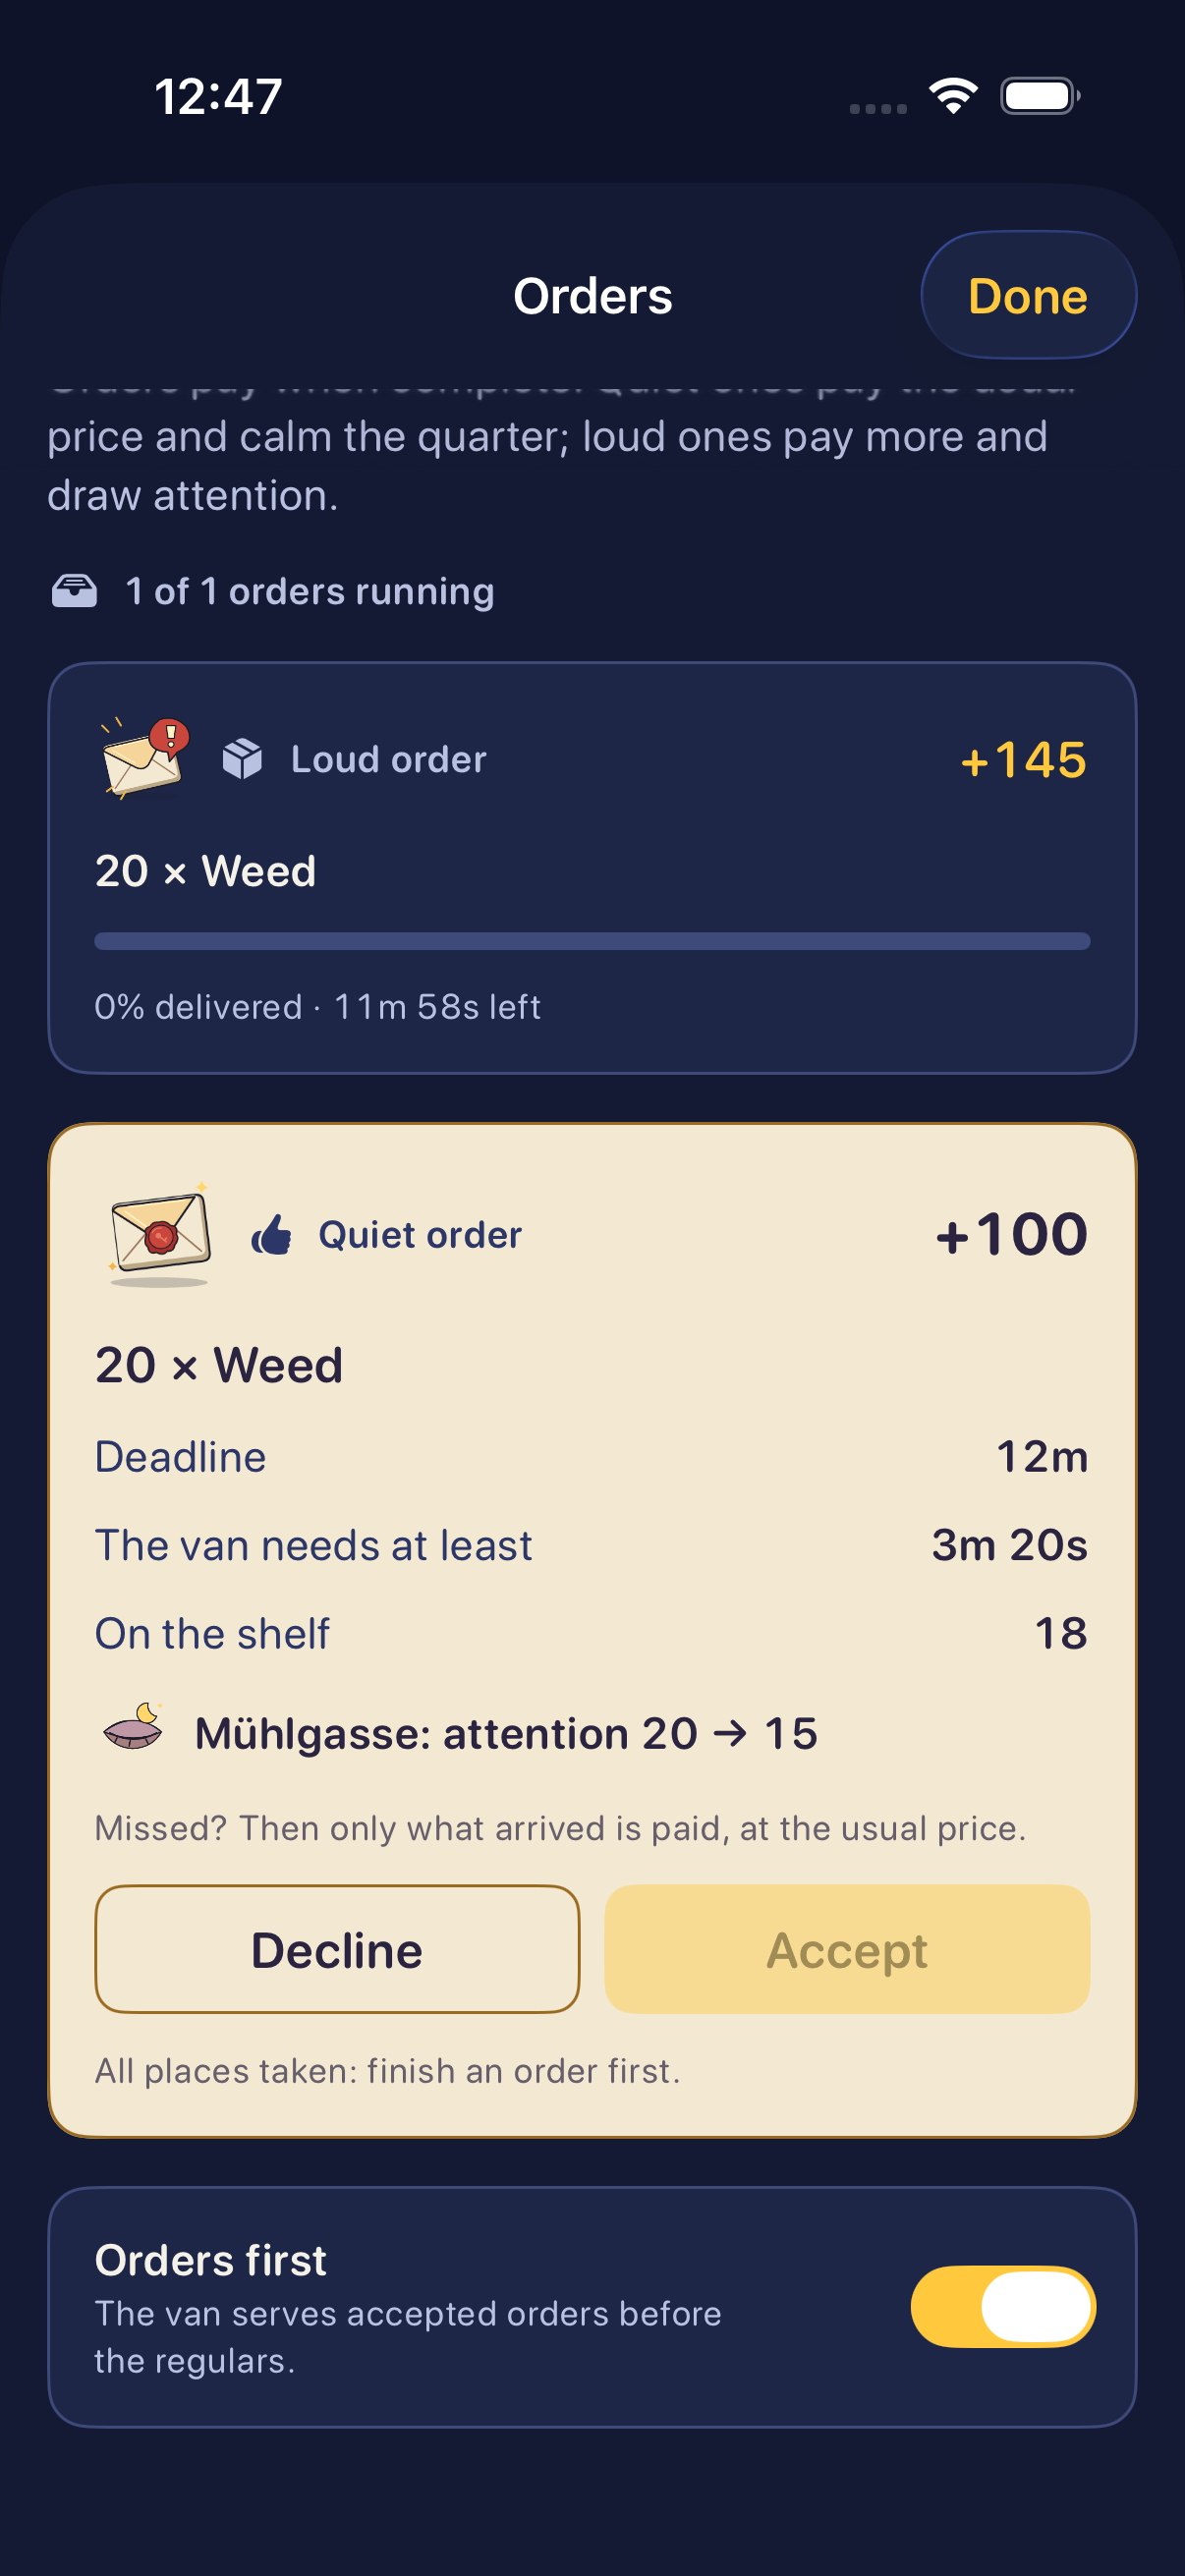 12:47
Orders
Done
price and calm the quarter; loud ones pay more and
draw attention.
1 of 1 orders running
Loud order
+145
20 × Weed
0% delivered · 11m 58s left
Quiet order
+100
20 × Weed
Deadline
12m
The van needs at least
3m 20s
On the shelf
18
Mühlgasse: attention 20 → 15
Missed? Then only what arrived is paid, at the usual price.
Decline
Accept
All places taken: finish an order first.
Orders first
The van serves accepted orders before
the regulars.